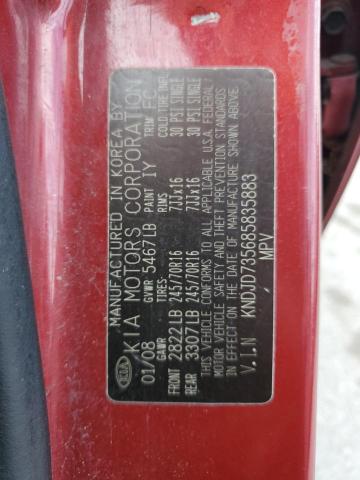 MANUFACTURED IN KOREA BY
KIA MOTORS CORPORATION
KIA
01/08 GVWR 5467LB PAINT IY TRIM FC
GAWR RIMS COLD TIRE INFL.
FRONT 2822LB 245/70R16 7JJx16 30 PSI SINGLE
REAR 3307LB 245/70R16 7JJx16 30 PSI SINGLE
THIS VEHICLE CONFORMS TO ALL APPLICABLE U.S.A. FEDERAL
MOTOR VEHICLE SAFETY AND THEFT PREVENTION STANDARDS
IN EFFECT ON THE DATE OF MANUFACTURE SHOWN ABOVE.
V.I.N KNDJD735685835883
/ MPV